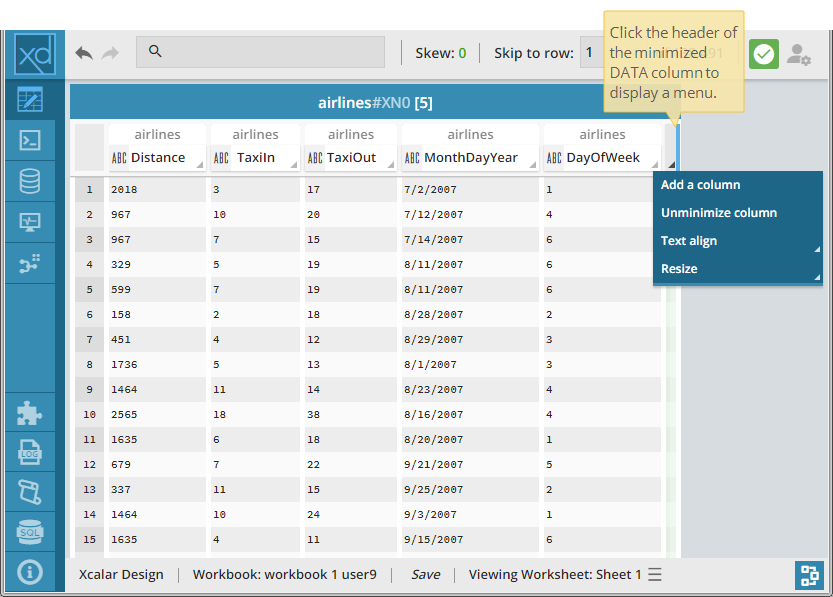 xd
Skew: 0
Skip to row: 1
91
Click the header of
the minimized
DATA column to
display a menu.
airlines#XN0 [5]
airlines airlines airlines airlines airlines
ABC Distance ABC TaxiIn ABC TaxiOut ABC MonthDayYear ABC DayOfWeek
1 2018 3 17 7/2/2007 1
2 967 10 20 7/12/2007 4
3 967 7 15 7/14/2007 6
4 329 5 19 8/11/2007 6
5 599 7 19 8/11/2007 6
6 158 2 18 8/28/2007 2
7 451 4 12 8/29/2007 3
8 1736 5 13 8/1/2007 3
9 1464 11 14 8/23/2007 4
10 2565 18 38 8/16/2007 4
11 1635 6 18 8/20/2007 1
12 679 7 22 9/21/2007 5
13 337 11 15 9/25/2007 2
14 1464 10 24 9/3/2007 1
15 1635 4 11 9/15/2007 6
Add a column
Unminimize column
Text align
Resize
LOG
SQL
Xcalar Design
Workbook: workbook 1 user9
Save
Viewing Worksheet: Sheet 1